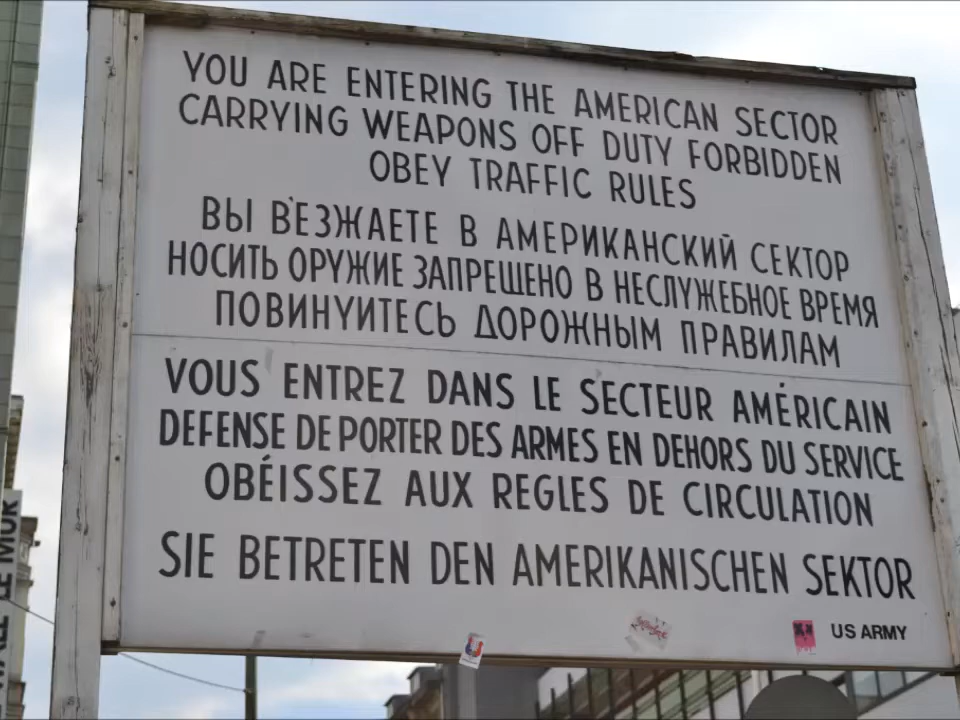 YOU ARE ENTERING THE AMERICAN SECTOR
CARRYING WEAPONS OFF DUTY FORBIDDEN
OBEY TRAFFIC RULES
ВЫ ВЪЕЗЖАЕТЕ В АМЕРИКАНСКИЙ СЕКТОР
НОСИТЬ ОРУЖИЕ ЗАПРЕЩЕНО В НЕСЛУЖЕБНОЕ ВРЕМЯ
ПОВИНУИТЕСЬ ДОРОЖНЫМ ПРАВИЛАМ
VOUS ENTREZ DANS LE SECTEUR AMÉRICAIN
DEFENSE DE PORTER DES ARMES EN DEHORS DU SERVICE
OBÉISSEZ AUX REGLES DE CIRCULATION
SIE BETRETEN DEN AMERIKANISCHEN SEKTOR
US ARMY